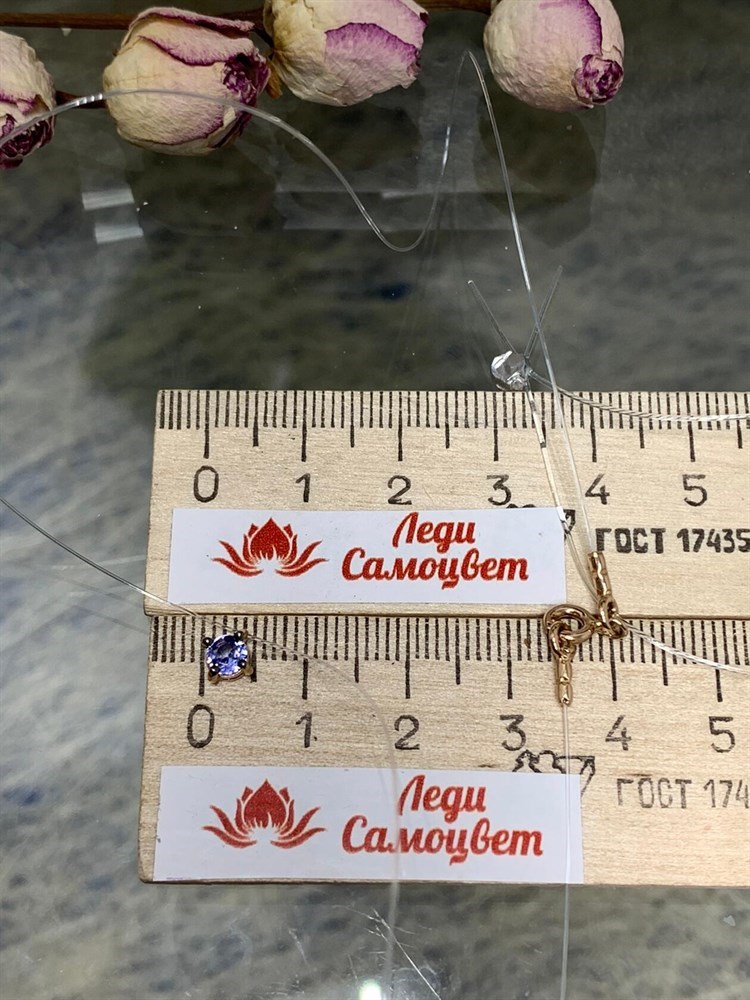 0 1 2 3 4 5
ГОСТ 17435
Леди
Самоцвет
0 1 2 3 4 5
ГОСТ 174
Леди
Самоцвет